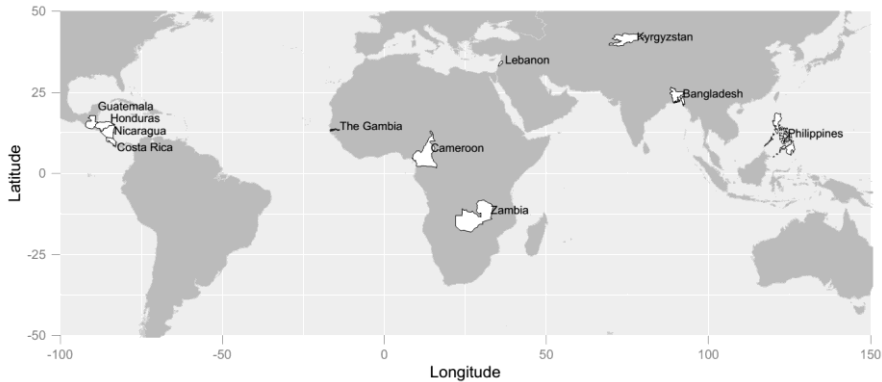 50
Kyrgyzstan
Lebanon
25
Bangladesh
Guatemala
Honduras
The Gambia
Nicaragua
Philippines
Costa Rica
Cameroon
Latitude
0
Zambia
-25
-50
-100
-50
0
50
100
150
Longitude